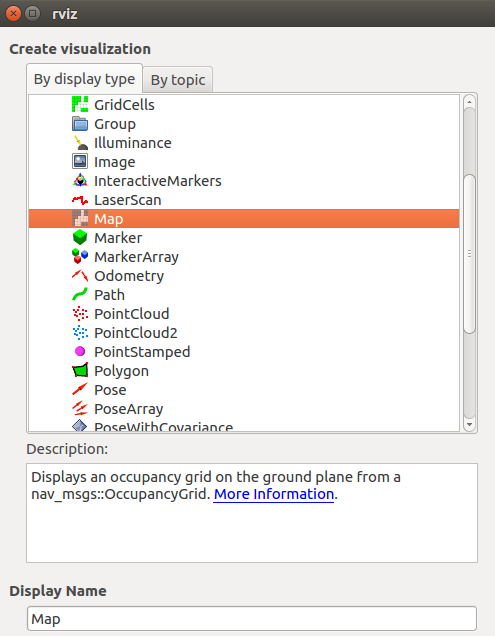 rviz
Create visualization
By display type
By topic
GridCells
Group
Illuminance
Image
InteractiveMarkers
LaserScan
Map
Marker
MarkerArray
Odometry
Path
PointCloud
PointCloud2
PointStamped
Polygon
Pose
PoseArray
PoseWithCovariance
Description:
Displays an occupancy grid on the ground plane from a
nav_msgs::OccupancyGrid. More Information.
Display Name
Map